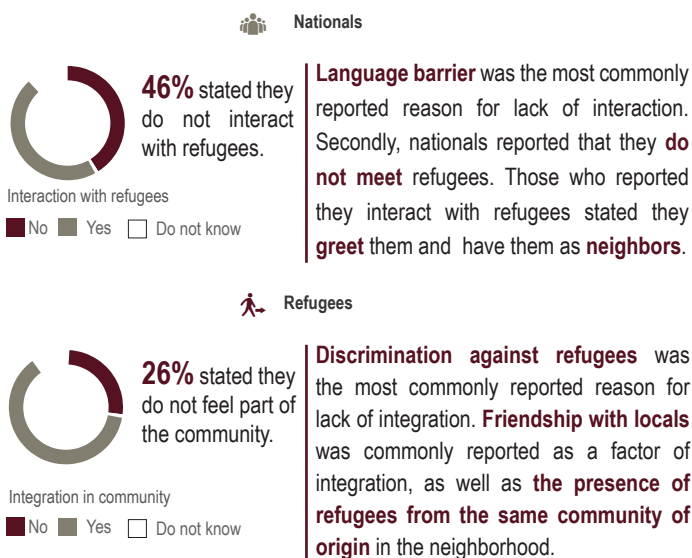 Nationals
46% stated they
do not interact
with refugees.
Interaction with refugees
No Yes Do not know
Language barrier was the most commonly
reported reason for lack of interaction.
Secondly, nationals reported that they do
not meet refugees. Those who reported
they interact with refugees stated they
greet them and have them as neighbors.
Refugees
26% stated they
do not feel part of
the community.
Integration in community
No Yes Do not know
Discrimination against refugees was
the most commonly reported reason for
lack of integration. Friendship with locals
was commonly reported as a factor of
integration, as well as the presence of
refugees from the same community of
origin in the neighborhood.